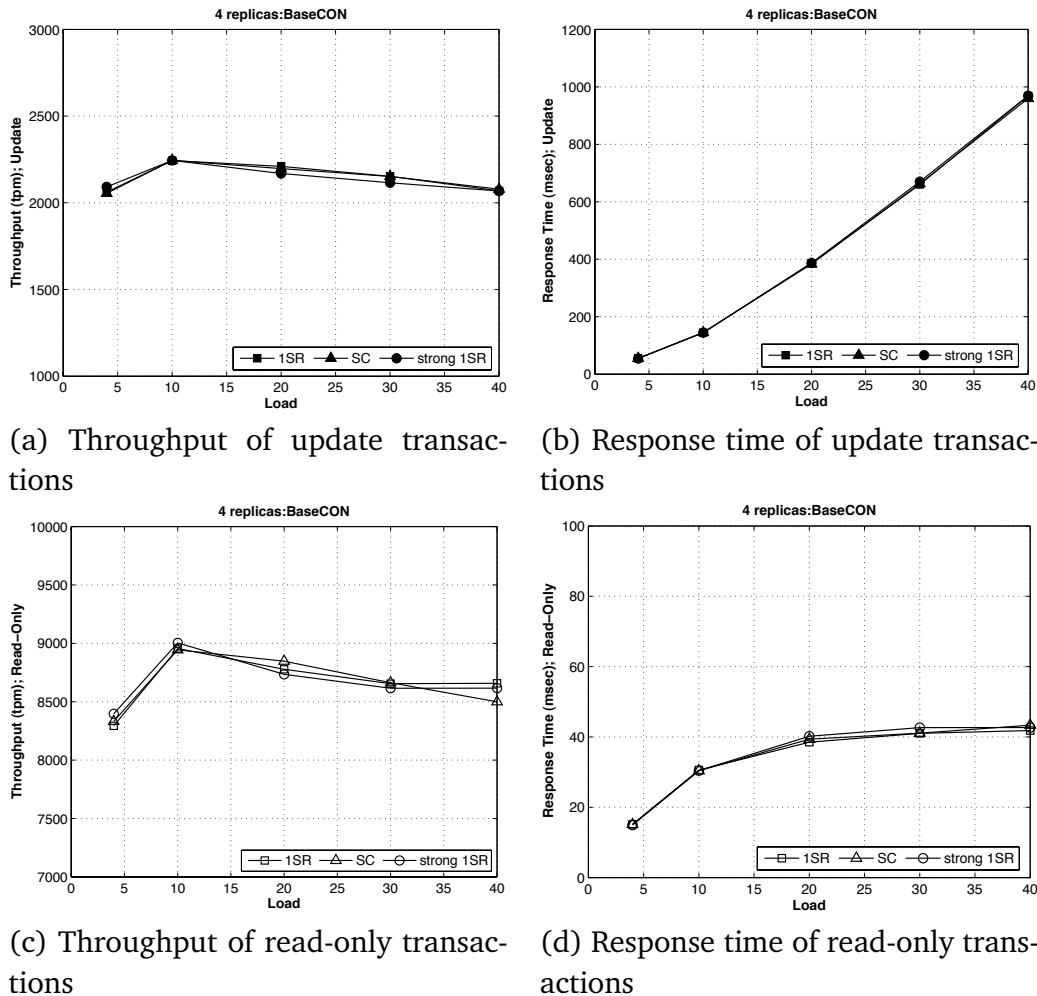 4 replicas:BaseCON
3000
2500
2000
1500
1000
Throughput (tpm); Update
0 5 10 15 20 25 30 35 40
Load
1SR SC strong 1SR
(a) Throughput of update transac-
tions
4 replicas:BaseCON
1200
1000
800
600
400
200
0
Response Time (msec); Update
0 5 10 15 20 25 30 35 40
Load
1SR SC strong 1SR
(b) Response time of update transac-
tions
4 replicas:BaseCON
10000
9500
9000
8500
8000
7500
7000
Throughput (tpm); Read−Only
0 5 10 15 20 25 30 35 40
Load
1SR SC strong 1SR
(c) Throughput of read-only transac-
tions
4 replicas:BaseCON
100
80
60
40
20
0
Response Time (msec); Read−Only
0 5 10 15 20 25 30 35 40
Load
1SR SC strong 1SR
(d) Response time of read-only trans-
actions